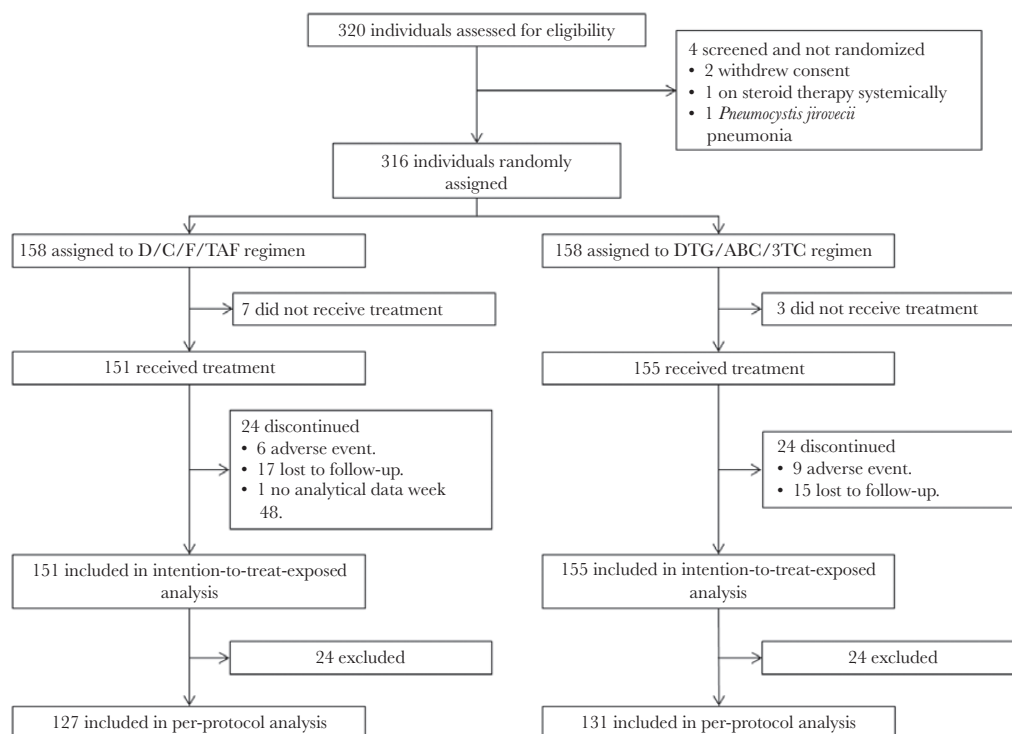 320 individuals assessed for eligibility
4 screened and not randomized
• 2 withdrew consent
• 1 on steroid therapy systemically
• 1 Pneumocystis jirovecii
pneumonia
316 individuals randomly
assigned
158 assigned to D/C/F/TAF regimen
158 assigned to DTG/ABC/3TC regimen
7 did not receive treatment
3 did not receive treatment
151 received treatment
155 received treatment
24 discontinued
• 6 adverse event.
• 17 lost to follow-up.
• 1 no analytical data week
48.
24 discontinued
• 9 adverse event.
• 15 lost to follow-up.
151 included in intention-to-treat-exposed
analysis
155 included in intention-to-treat-exposed
analysis
24 excluded
24 excluded
127 included in per-protocol analysis
131 included in per-protocol analysis